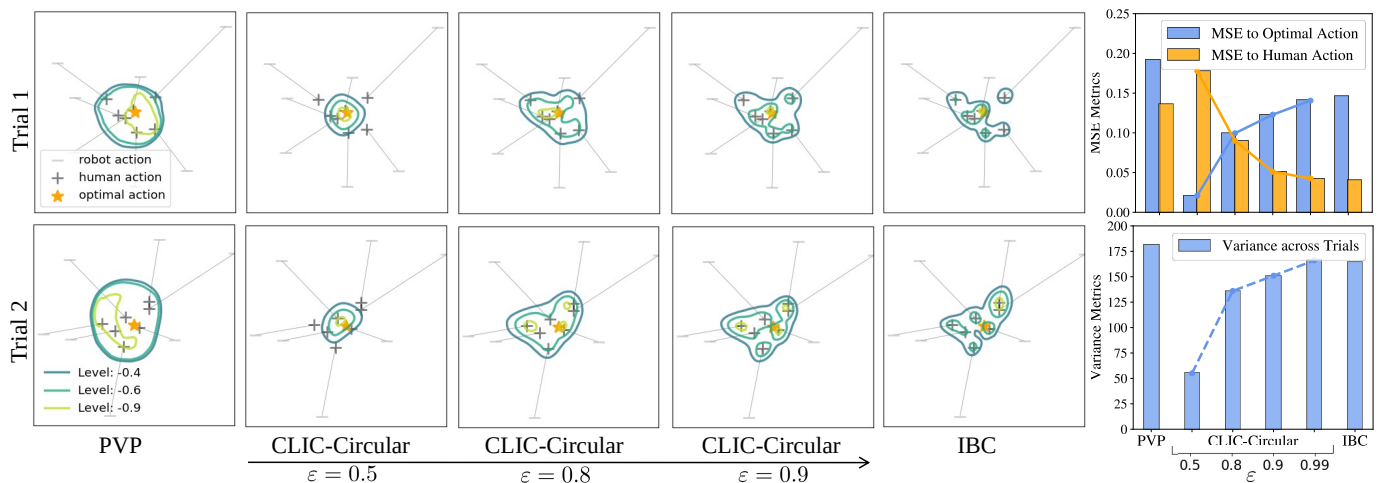 Trial 1
robot action
human action
optimal action
Trial 2
Level: -0.4
Level: -0.6
Level: -0.9
PVP
CLIC-Circular
CLIC-Circular
CLIC-Circular
IBC
ε = 0.5
ε = 0.8
ε = 0.9
MSE Metrics
0.25
0.20
0.15
0.10
0.05
0.00
MSE to Optimal Action
MSE to Human Action
Variance Metrics
200
175
150
125
100
75
50
25
0
Variance across Trials
PVP
CLIC-Circular
IBC
0.5 0.8 0.9 0.99
ε